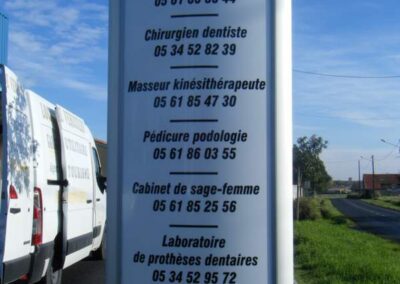 Chirurgien dentiste
05 34 52 82 39
Masseur kinésithérapeute
05 61 85 47 30
Pédicure podologie
05 61 86 03 55
Cabinet de sage-femme
05 61 85 25 56
Laboratoire
de prothèses dentaires
05 34 52 95 72